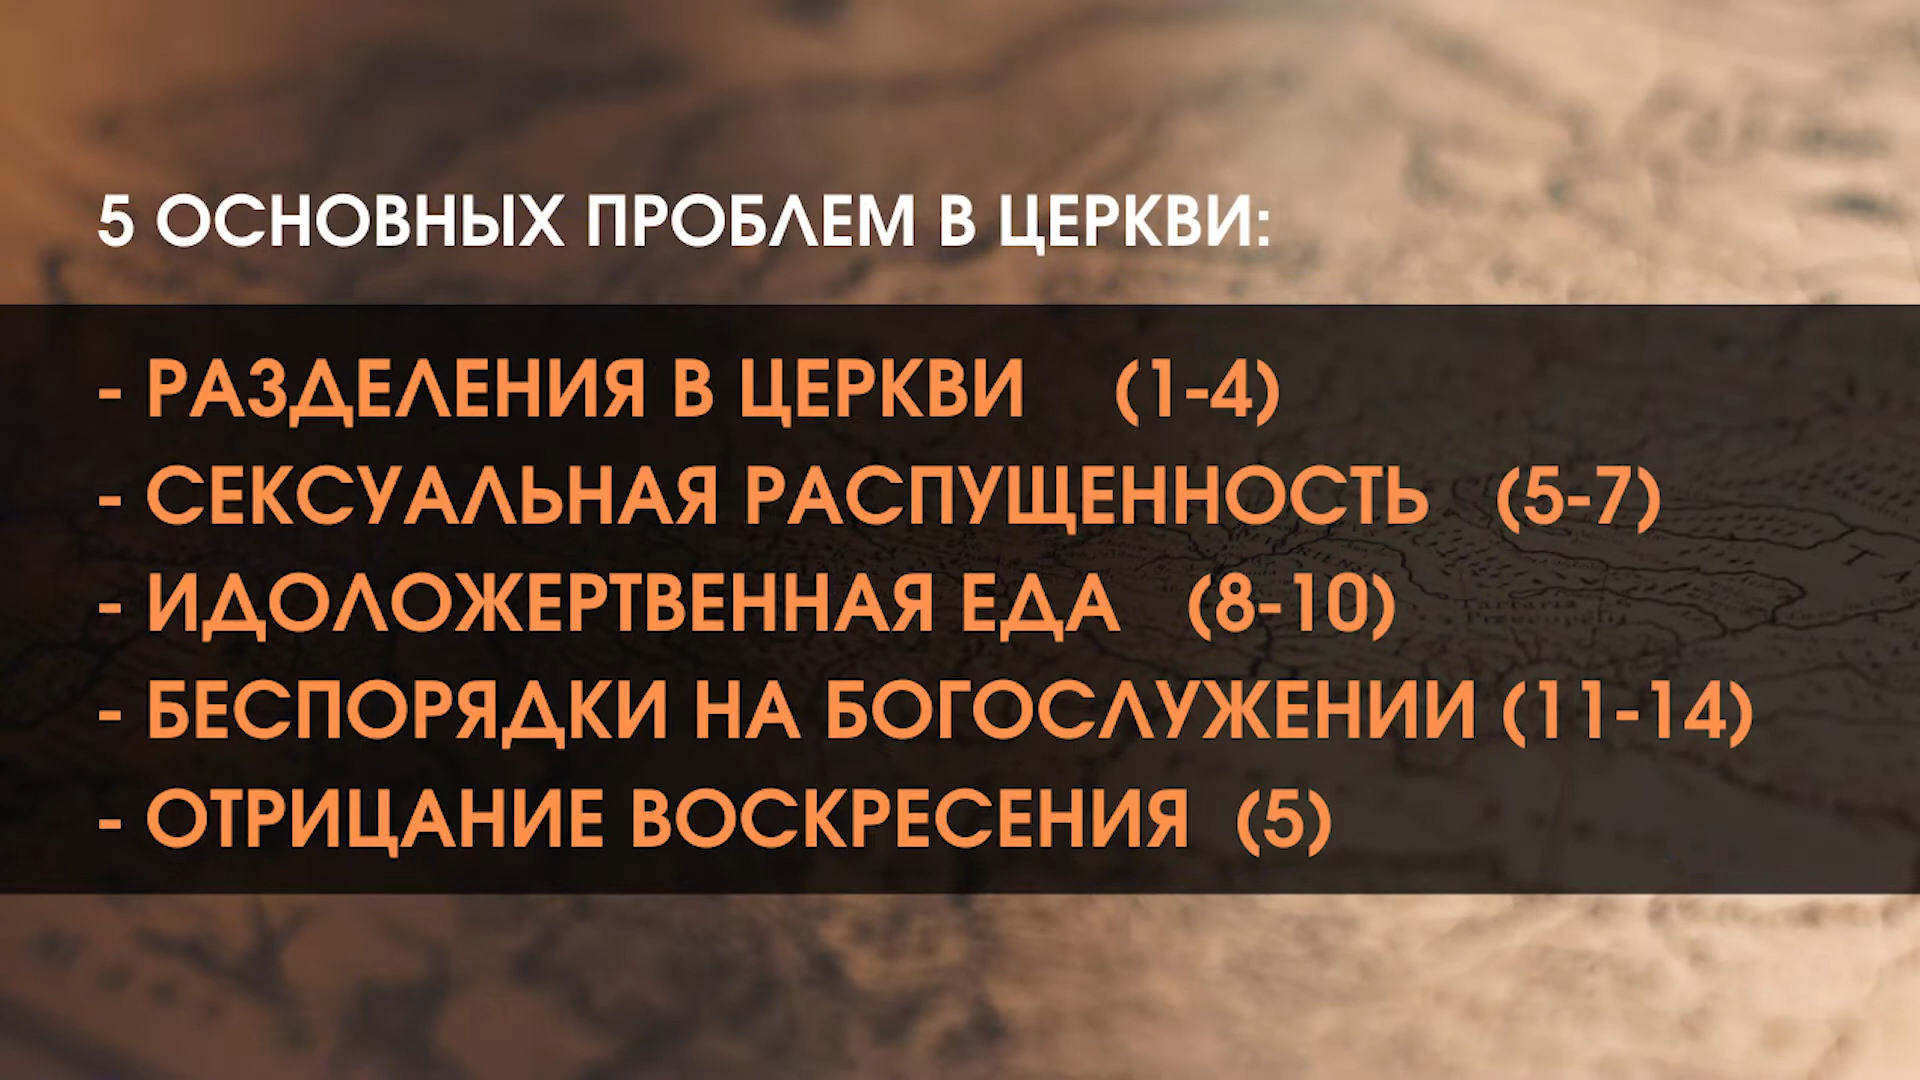 5 ОСНОВНЫХ ПРОБЛЕМ В ЦЕРКВИ:
- РАЗДЕЛЕНИЯ В ЦЕРКВИ (1-4)
- СЕКСУАЛЬНАЯ РАСПУЩЕННОСТЬ (5-7)
- ИДОЛОЖЕРТВЕННАЯ ЕДА (8-10)
- БЕСПОРЯДКИ НА БОГОСЛУЖЕНИИ (11-14)
- ОТРИЦАНИЕ ВОСКРЕСЕНИЯ (5)